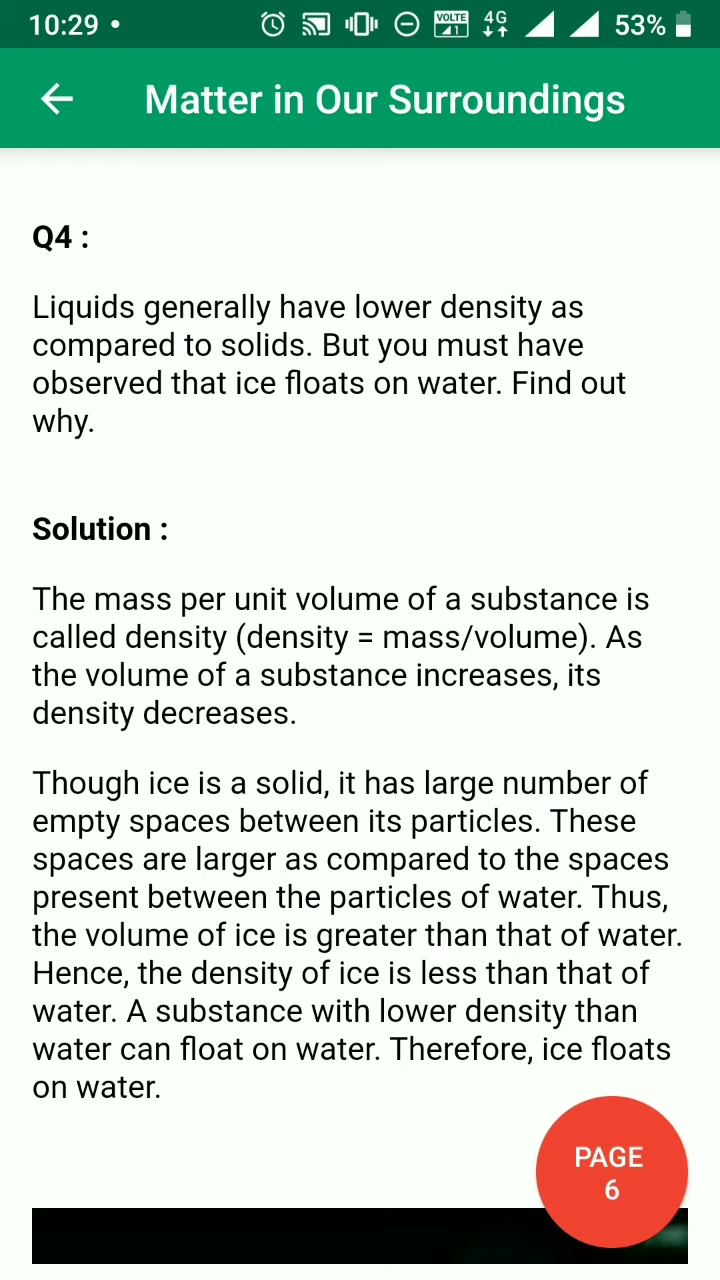 10:29 •
VOLTE 1 4G 53%
Matter in Our Surroundings
Q4 :
Liquids generally have lower density as
compared to solids. But you must have
observed that ice floats on water. Find out
why.
Solution :
The mass per unit volume of a substance is
called density (density = mass/volume). As
the volume of a substance increases, its
density decreases.
Though ice is a solid, it has large number of
empty spaces between its particles. These
spaces are larger as compared to the spaces
present between the particles of water. Thus,
the volume of ice is greater than that of water.
Hence, the density of ice is less than that of
water. A substance with lower density than
water can float on water. Therefore, ice floats
on water.
PAGE
6